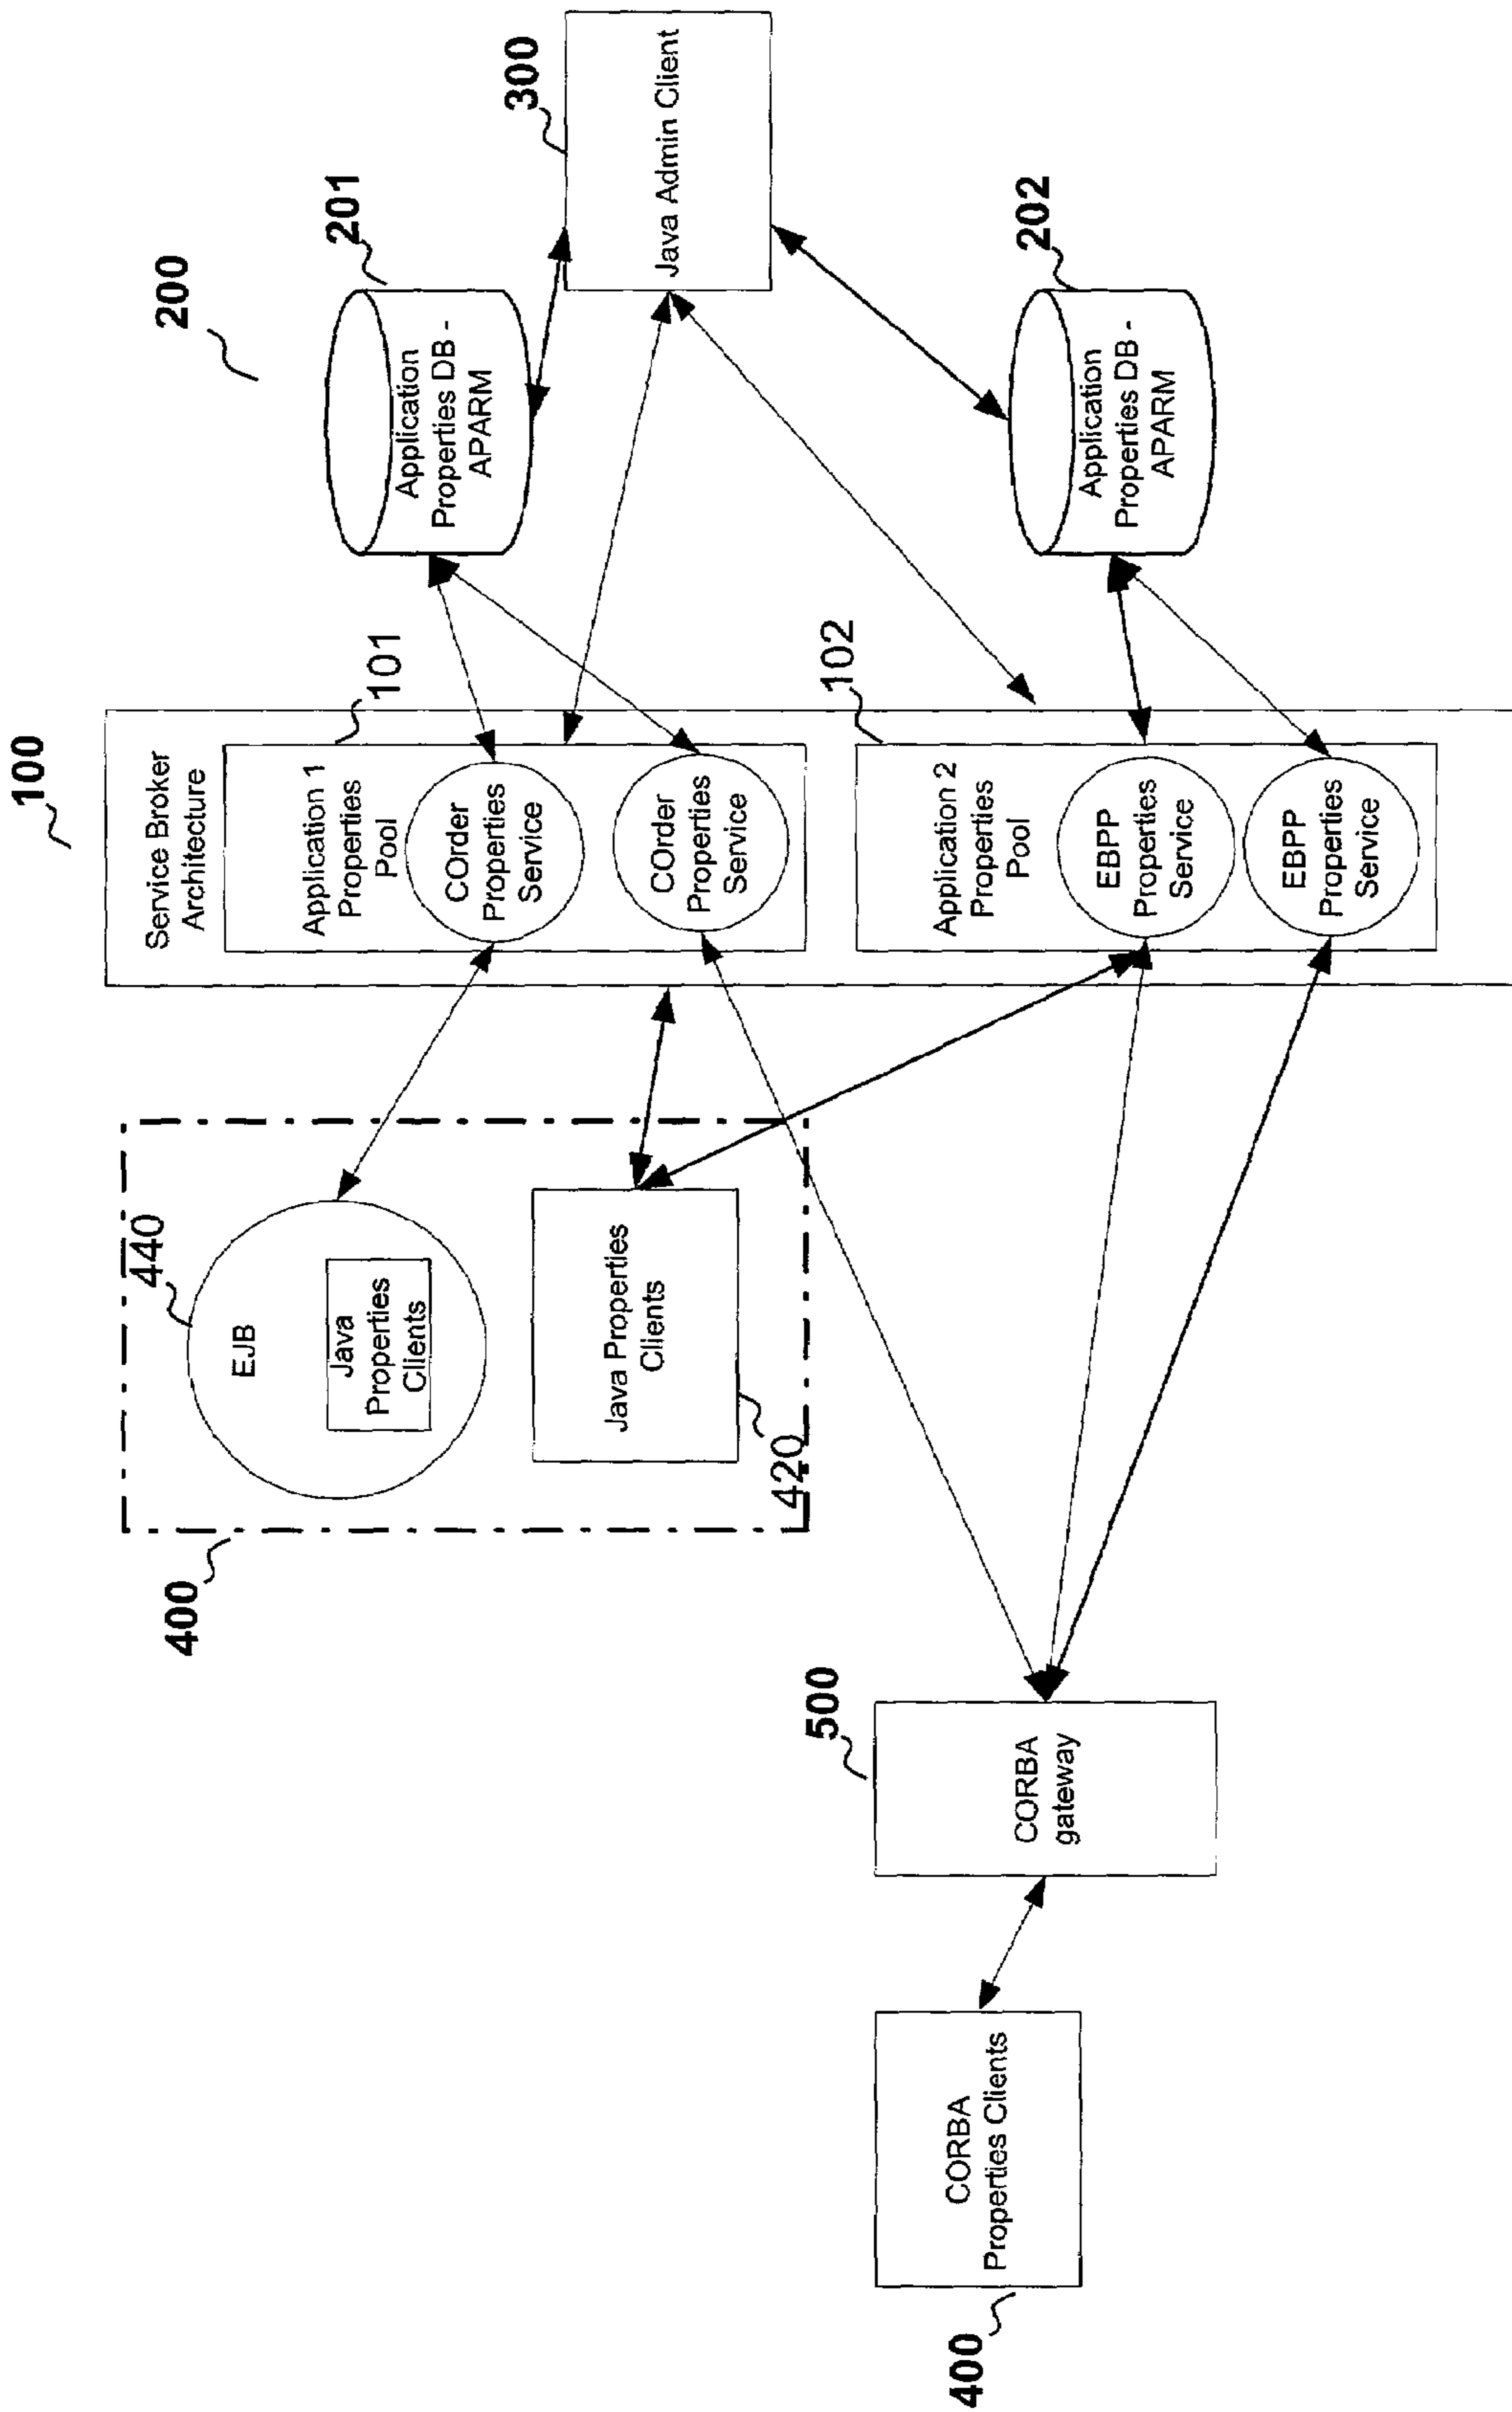 100
Service Broker
Architecture
Application 1
Properties
Pool
101
COrder
Properties
Service
COrder
Properties
Service
102
Application 2
Properties
Pool
EBPP
Properties
Service
EBPP
Properties
Service
200
201
Application
Properties DB -
APARM
300
Java Admin Client
202
Application
Properties DB -
APARM
400
440
EJB
Java
Properties
Clients
Java Properties
Clients
420
500
CORBA
gateway
CORBA
Properties Clients
400